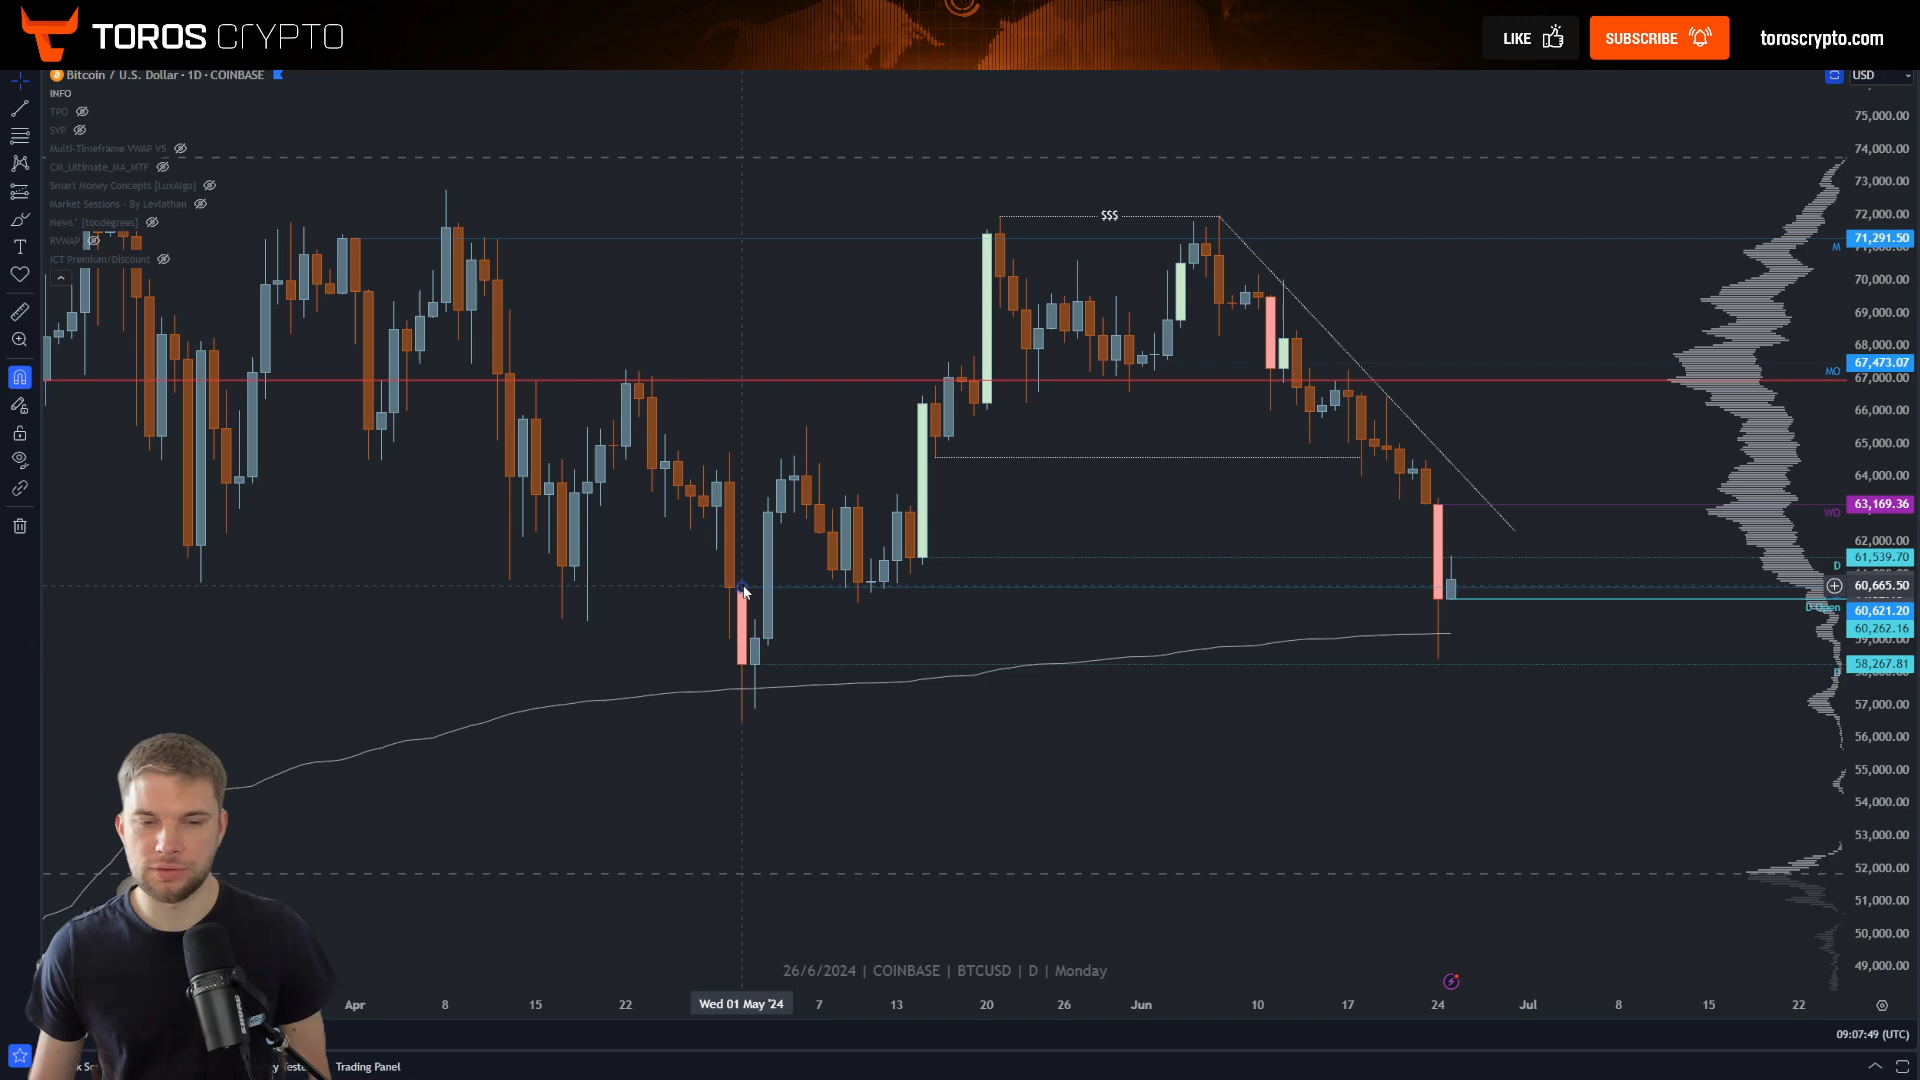 TOROS CRYPTO
LIKE
SUBSCRIBE
toroscrypto.com
Bitcoin / U.S. Dollar · 1D · COINBASE
USD
INFO
TPO
SVP
Multi-Timeframe VWAP V5
CM_Ultimate_MA_MTF
Smart Money Concepts [LuxAlgo]
Market Sessions - By Leviathan
News' [toodegrees]
RVWAP
ICT Premium/Discount
$$$
75,000.00
74,000.00
73,000.00
72,000.00
71,291.50
M
70,000.00
69,000.00
68,000.00
67,473.07
MO
67,000.00
66,000.00
65,000.00
64,000.00
63,169.36
WO
62,000.00
61,539.70
D
60,665.50
D Open
60,621.20
60,262.16
58,267.81
D
57,000.00
56,000.00
55,000.00
54,000.00
53,000.00
52,000.00
51,000.00
50,000.00
49,000.00
26/6/2024 | COINBASE | BTCUSD | D | Monday
Apr
8
15
22
Wed 01 May '24
7
13
20
26
Jun
10
17
24
Jul
8
15
22
09:07:49 (UTC)
Trading Panel
SHURE